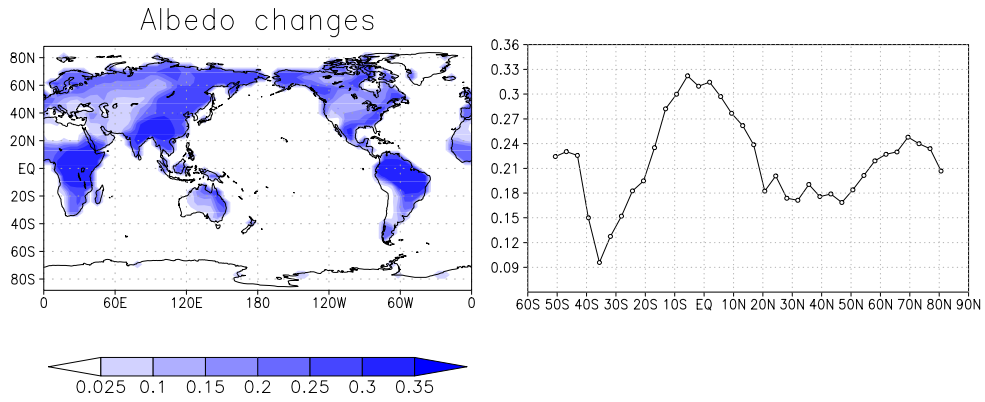 Albedo changes
80N
60N
40N
20N
EQ
20S
40S
60S
80S
0 60E 120E 180 120W 60W 0
0.025 0.1 0.15 0.2 0.25 0.3 0.35
0.36
0.33
0.3
0.27
0.24
0.21
0.18
0.15
0.12
0.09
60S 50S 40S 30S 20S 10S EQ 10N 20N 30N 40N 50N 60N 70N 80N 90N